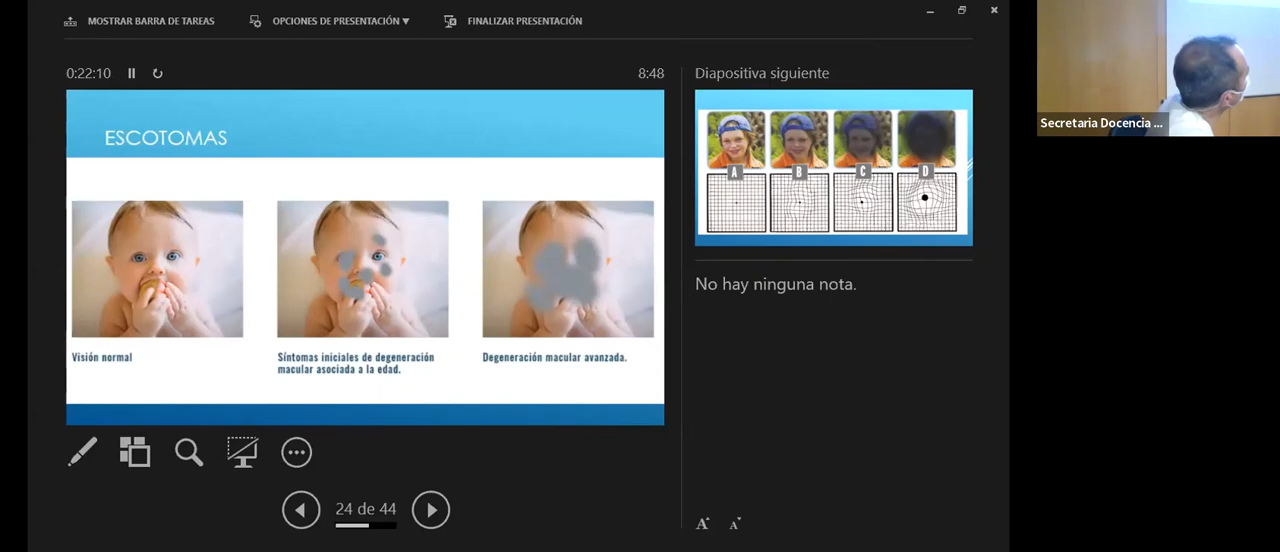 MOSTRAR BARRA DE TAREAS
OPCIONES DE PRESENTACIÓN ▼
FINALIZAR PRESENTACIÓN
0:22:10
8:48
Diapositiva siguiente
ESCOTOMAS
Visión normal
Síntomas iniciales de degeneración
macular asociada a la edad.
Degeneración macular avanzada.
A
B
C
D
No hay ninguna nota.
24 de 44
A A
Secretaria Docencia ...